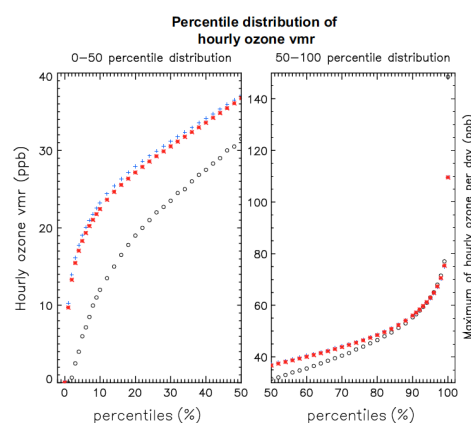 Percentile distribution of
hourly ozone vmr
0–50 percentile distribution
50–100 percentile distribution
Hourly ozone vmr (ppb)
40
30
20
10
0
0 10 20 30 40 50
percentiles (%)
Maximum of hourly ozone per day (ppb)
140
120
100
80
60
40
50 60 70 80 90 100
percentiles (%)